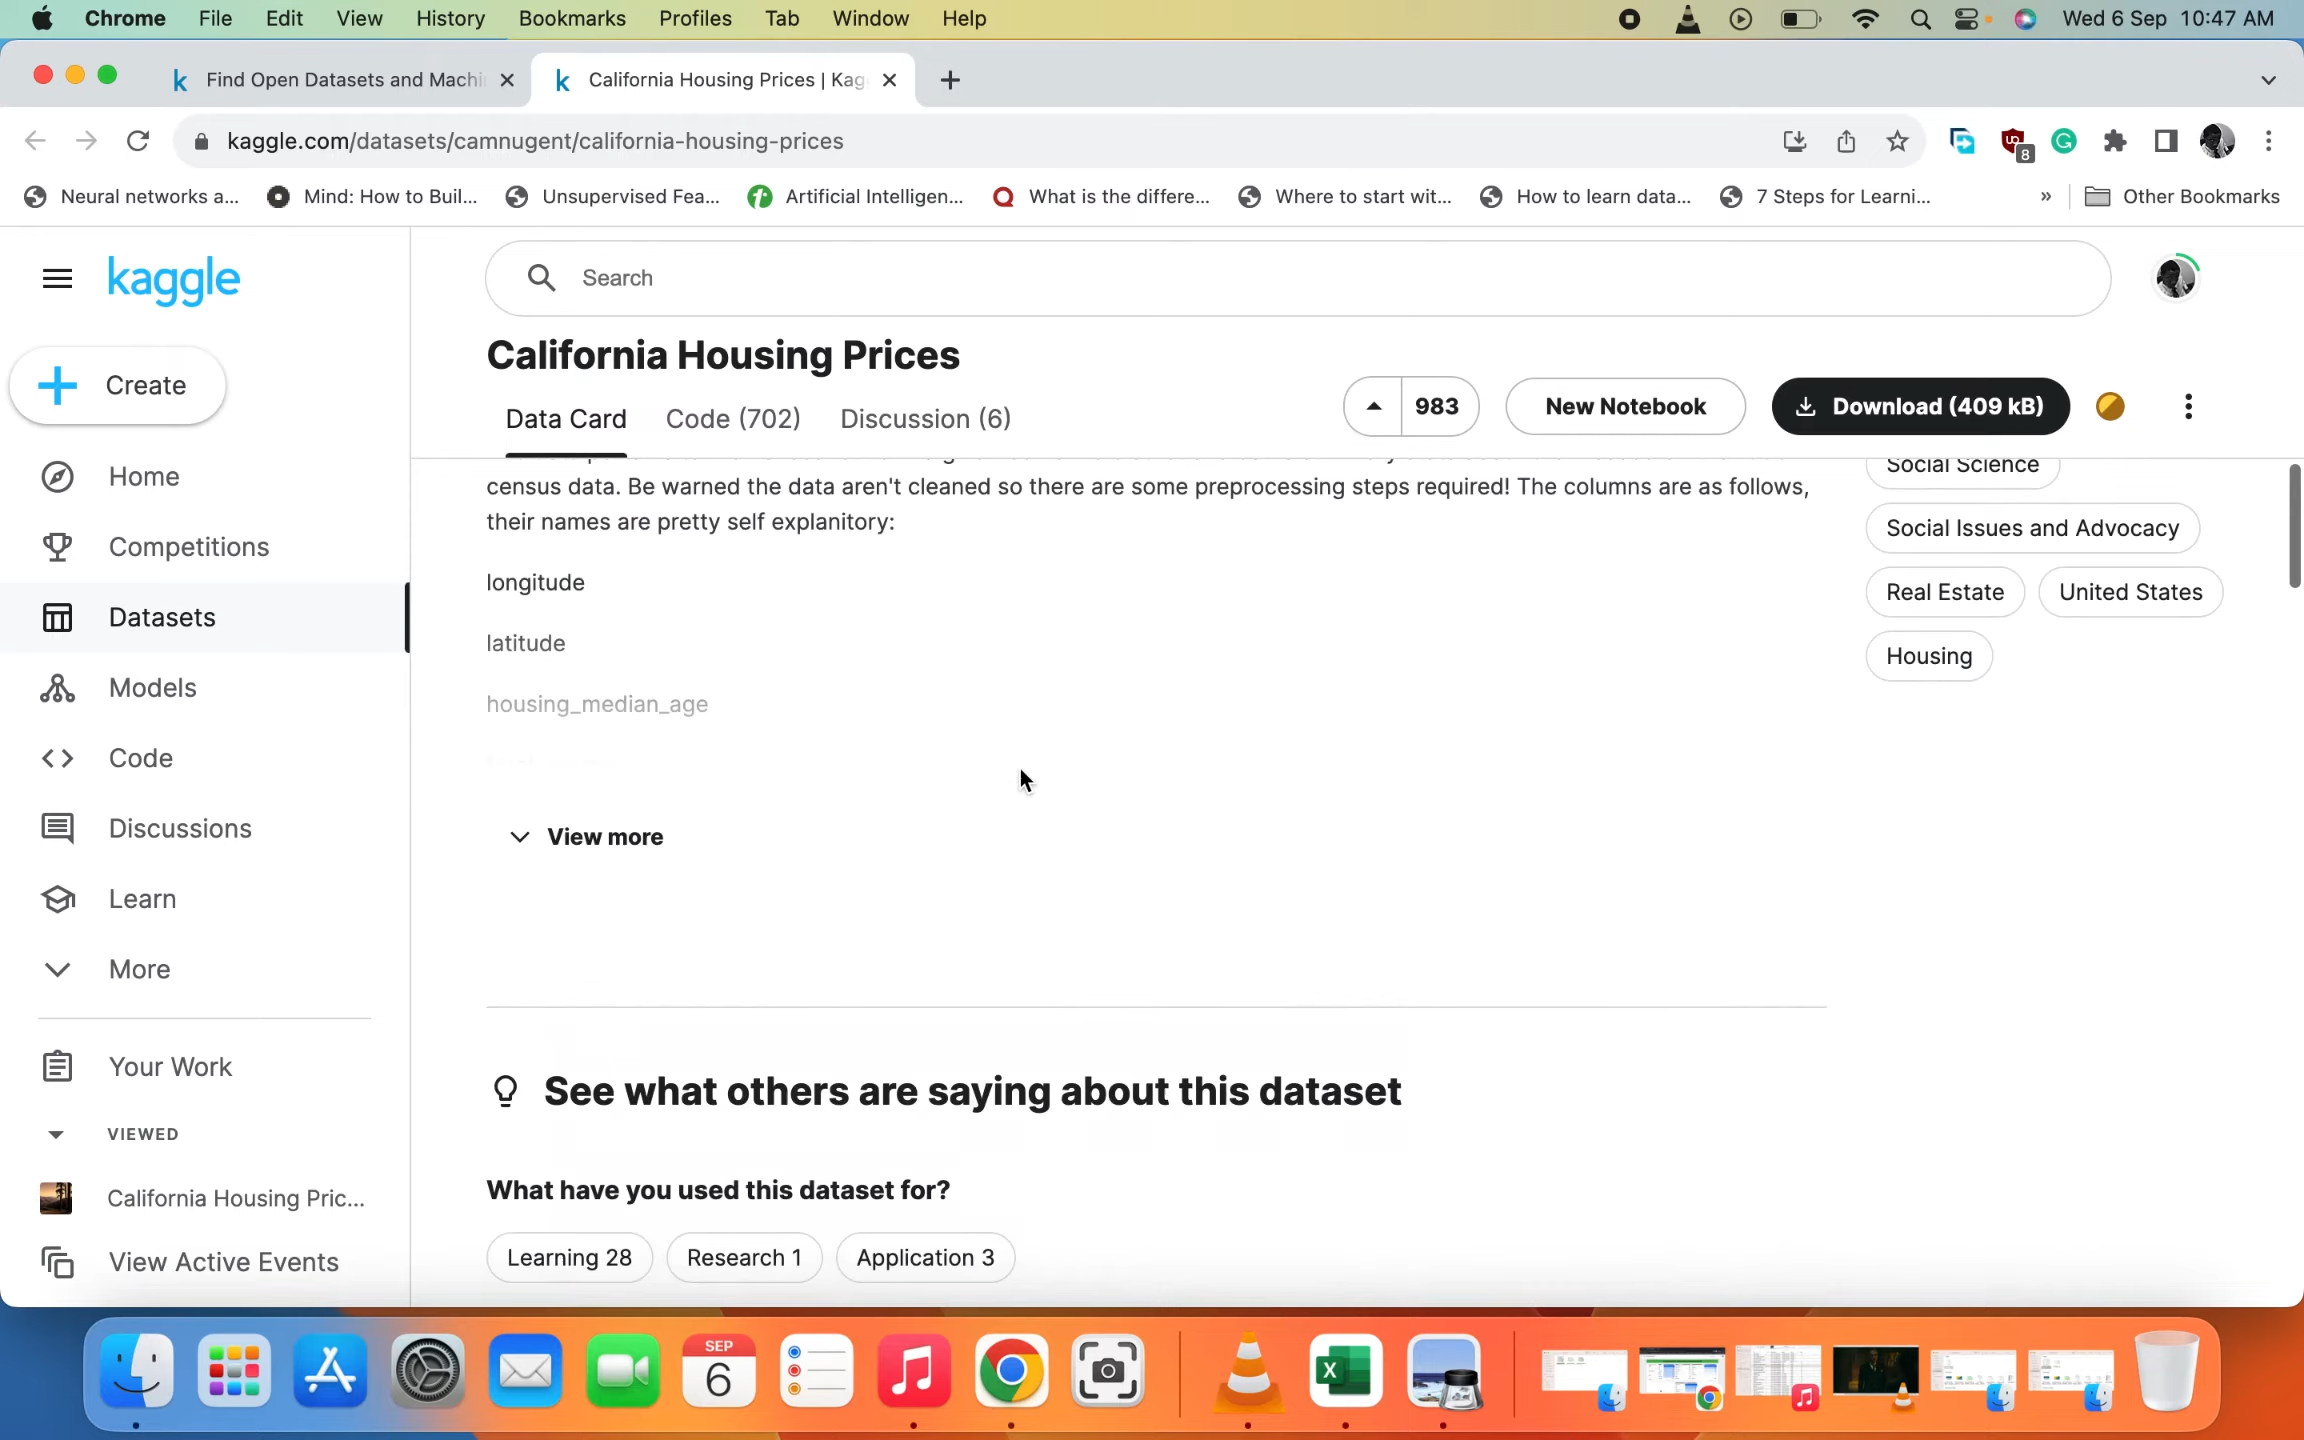 Chrome File Edit View History Bookmarks Profiles Tab Window Help Wed 6 Sep 10:47 AM
Find Open Datasets and Machi California Housing Prices | Kag
kaggle.com/datasets/camnugent/california-housing-prices 8
Neural networks a... Mind: How to Buil... Unsupervised Fea... Artificial Intelligen... What is the differe... Where to start wit... How to learn data... 7 Steps for Learni... » Other Bookmarks
kaggle
Search
Create
California Housing Prices
Data Card Code (702) Discussion (6)
983 New Notebook Download (409 kB)
Home
Competitions
Datasets
Models
Code
Discussions
Learn
More
Your Work
VIEWED
California Housing Pric...
View Active Events
census data. Be warned the data aren't cleaned so there are some preprocessing steps required! The columns are as follows,
their names are pretty self explanitory:
longitude
latitude
housing_median_age
View more
Social Science
Social Issues and Advocacy
Real Estate United States
Housing
See what others are saying about this dataset
What have you used this dataset for?
Learning 28 Research 1 Application 3
SEP
6
X